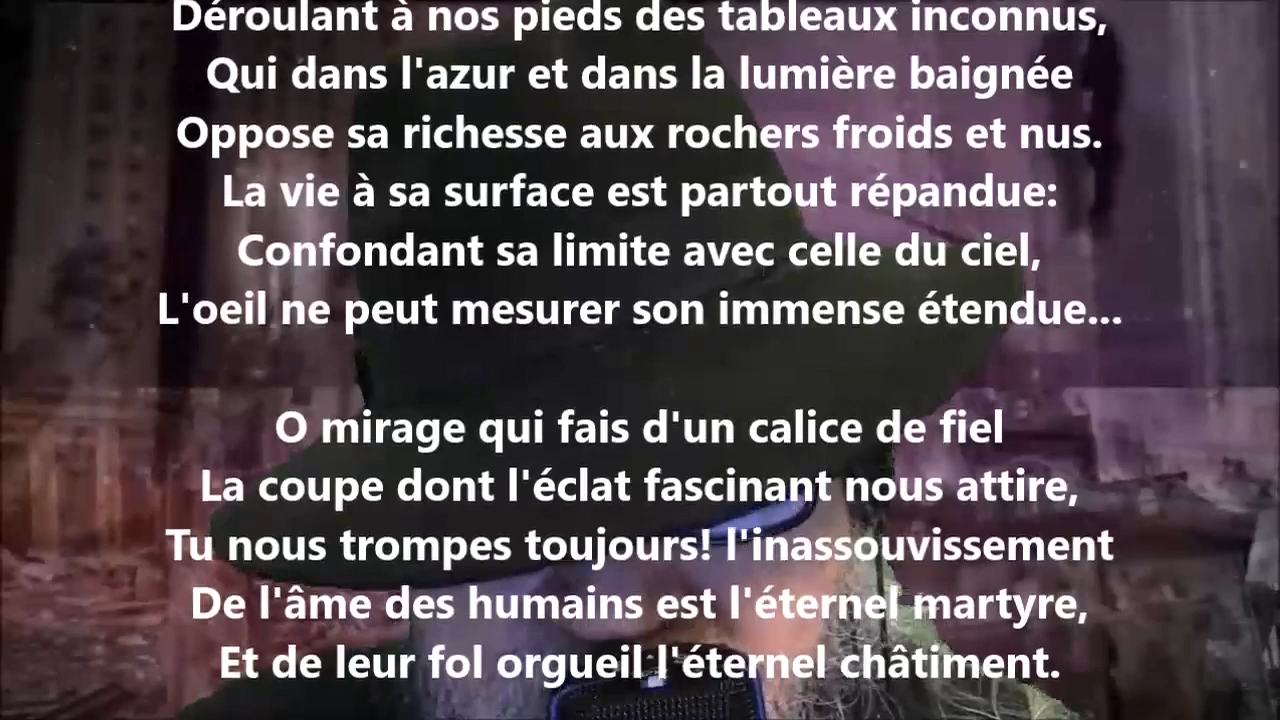 Déroulant à nos pieds des tableaux inconnus,
Qui dans l'azur et dans la lumière baignée
Oppose sa richesse aux rochers froids et nus.
La vie à sa surface est partout répandue:
Confondant sa limite avec celle du ciel,
L'oeil ne peut mesurer son immense étendue...
O mirage qui fais d'un calice de fiel
La coupe dont l'éclat fascinant nous attire,
Tu nous trompes toujours! l'inassouvissement
De l'âme des humains est l'éternel martyre,
Et de leur fol orgueil l'éternel châtiment.